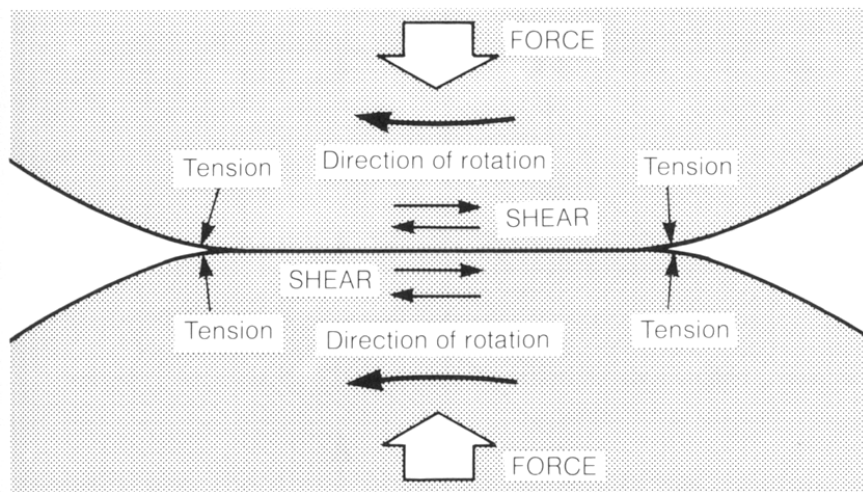 FORCE
Direction of rotation
Tension
Tension
SHEAR
SHEAR
Tension
Tension
Direction of rotation
FORCE